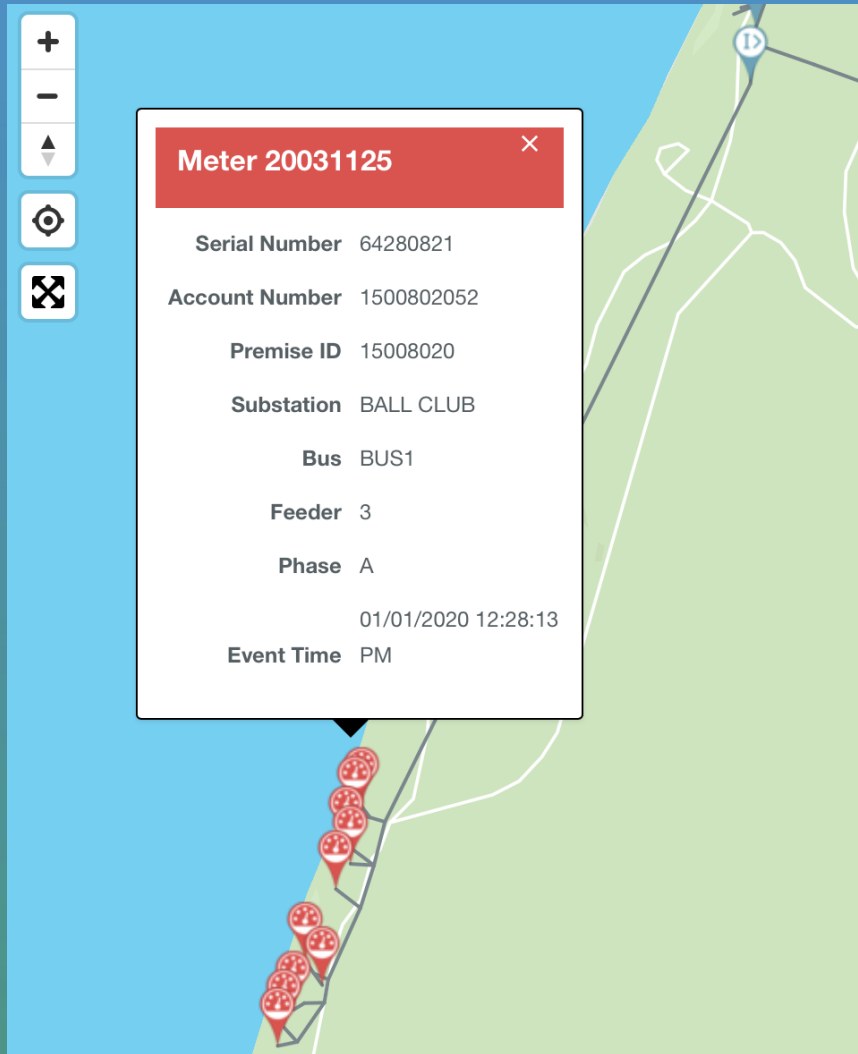 Meter 20031125
Serial Number 64280821
Account Number 1500802052
Premise ID 15008020
Substation BALL CLUB
Bus BUS1
Feeder 3
Phase A
01/01/2020 12:28:13
Event Time PM